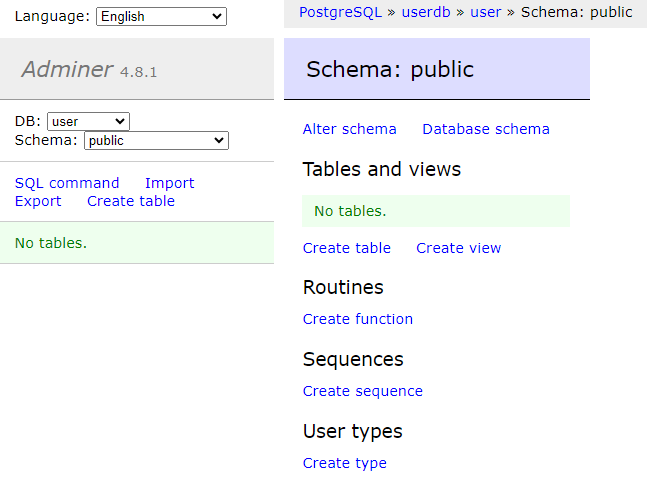 Language: English
PostgreSQL » userdb » user » Schema: public
Adminer 4.8.1
DB: user
Schema: public
SQL command Import
Export Create table
No tables.
Schema: public
Alter schema Database schema
Tables and views
No tables.
Create table Create view
Routines
Create function
Sequences
Create sequence
User types
Create type